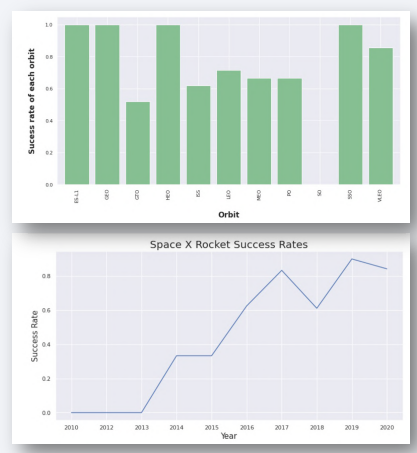 Sucess rate of each orbit
1.0
0.8
0.6
0.4
0.2
0.0
ES-L1 GEO GTO HEO ISS LEO MEO PO SO SSO VLEO
Orbit
Space X Rocket Success Rates
Success Rate
0.8
0.6
0.4
0.2
0.0
2010 2012 2013 2014 2015 2016 2017 2018 2019 2020
Year